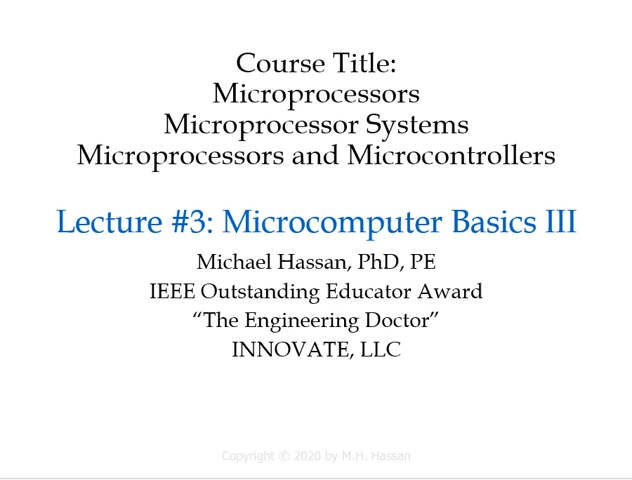 Course Title:
Microprocessors
Microprocessor Systems
Microprocessors and Microcontrollers
Lecture #3: Microcomputer Basics III
Michael Hassan, PhD, PE
IEEE Outstanding Educator Award
“The Engineering Doctor”
INNOVATE, LLC
Copyright © 2020 by M.H. Hassan